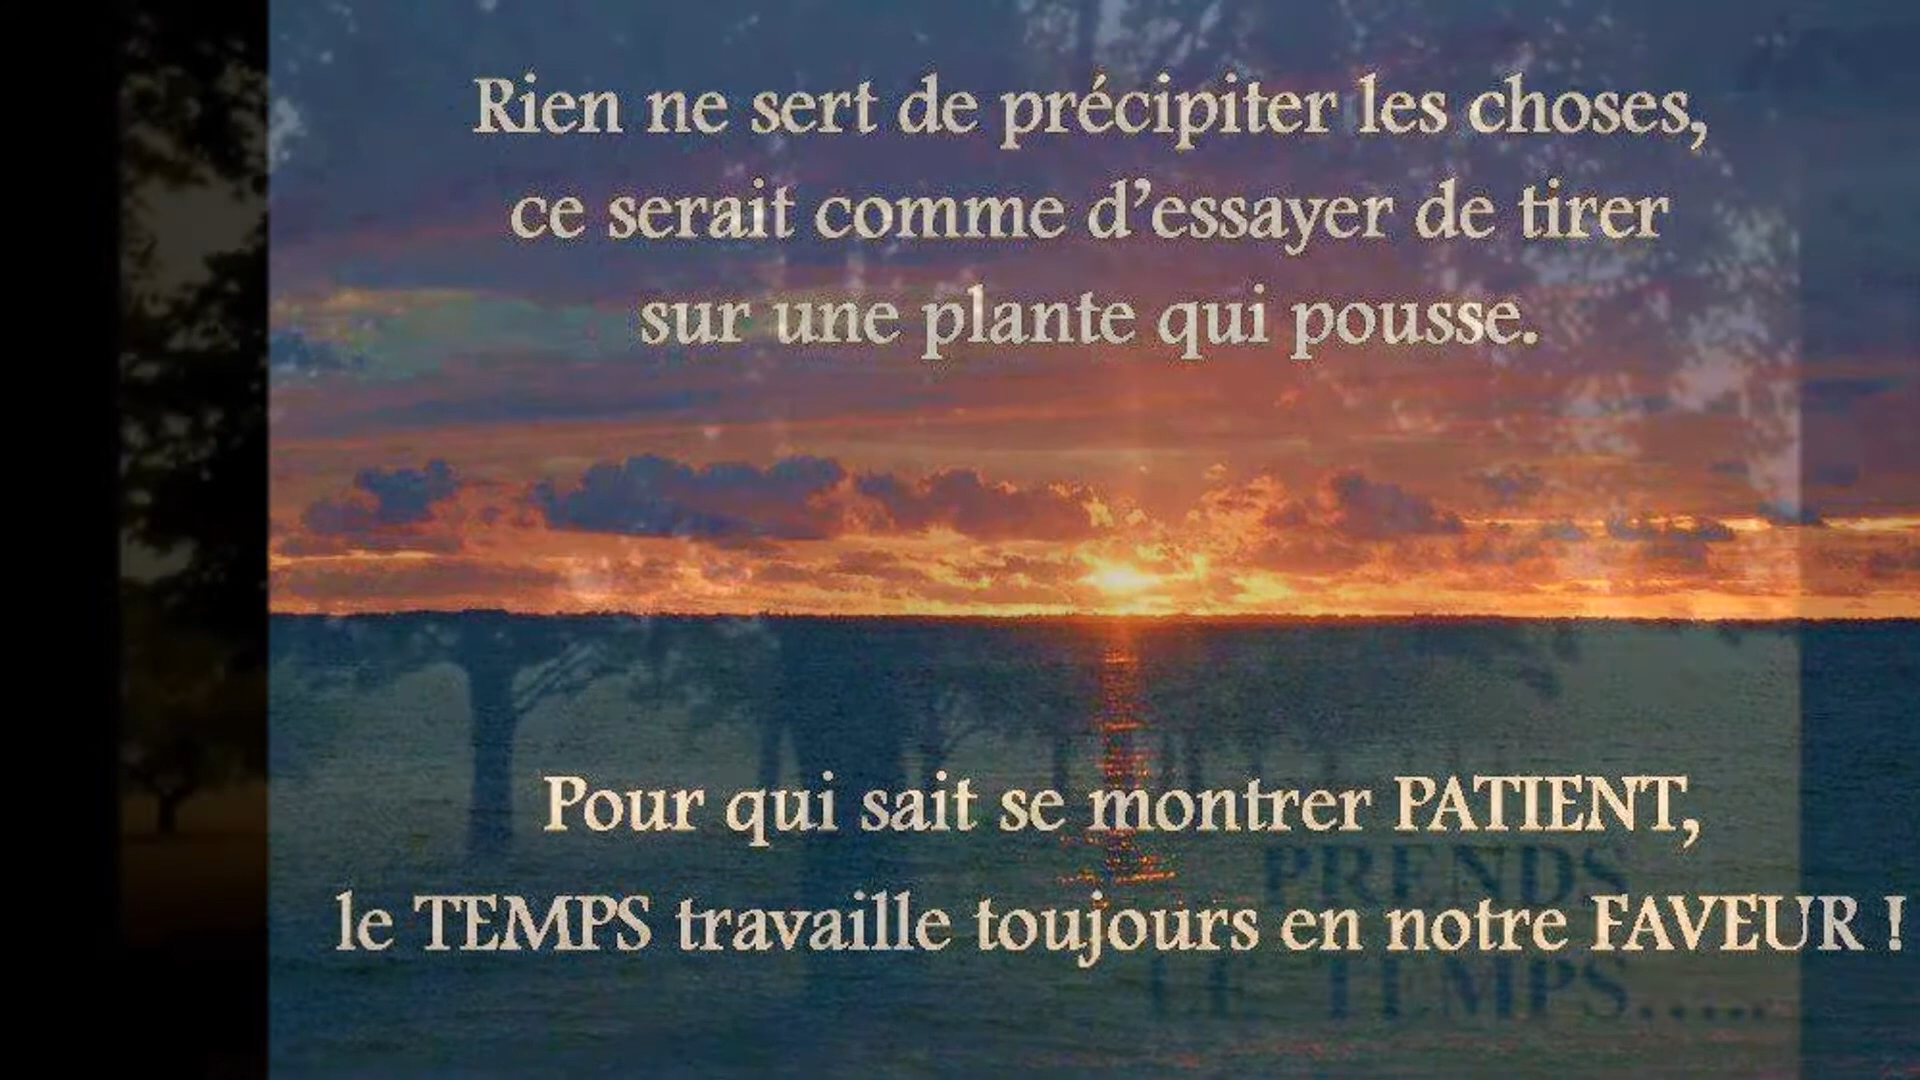 Rien ne sert de précipiter les choses,
ce serait comme d’essayer de tirer
sur une plante qui pousse.
Pour qui sait se montrer PATIENT,
PRENDS
le TEMPS travaille toujours en notre FAVEUR !
LE TEMPS.....